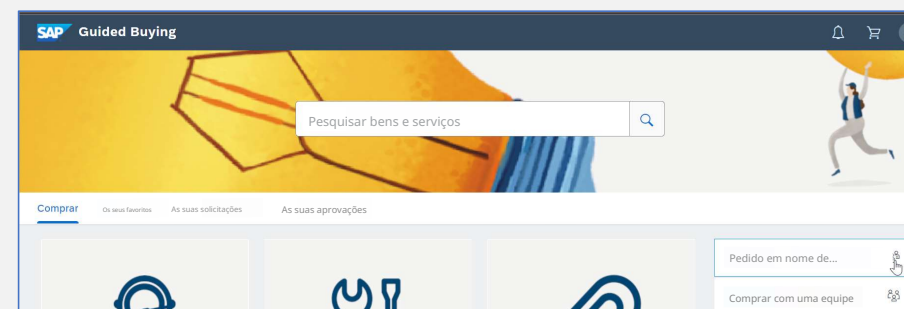 SAP Guided Buying
Pesquisar bens e serviços
Comprar Os seus favoritos As suas solicitações As suas aprovações
Pedido em nome de...
Comprar com uma equipe